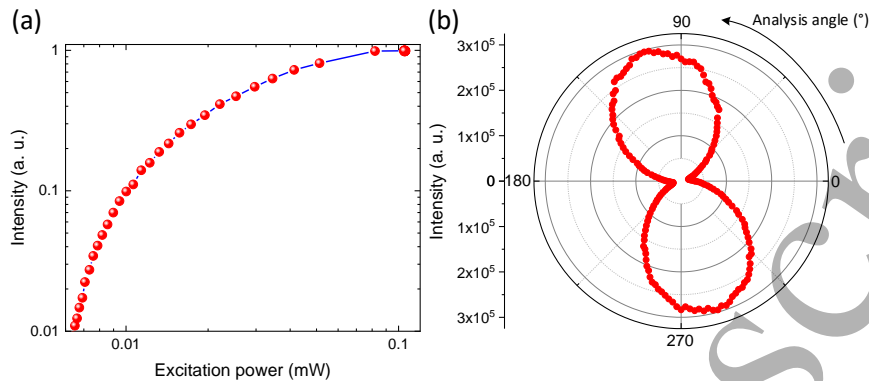 (a)
1
0.1
0.01
Intensity (a. u.)
0.01
0.1
Excitation power (mW)
(b)
90
Analysis angle (°)
3x10⁵
2x10⁵
1x10⁵
0
1x10⁵
2x10⁵
3x10⁵
Intensity (a. u.)
180
0
270
scri